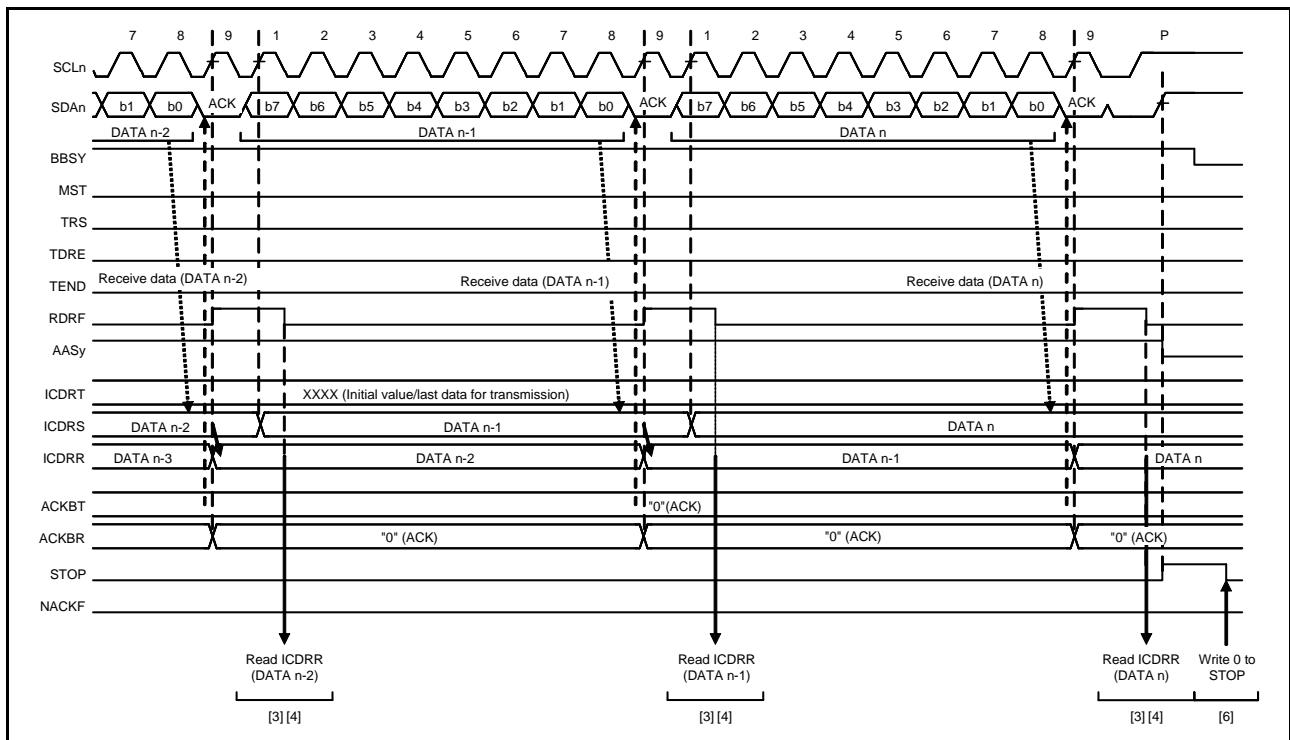 7 8 9 1 2 3 4 5 6 7 8 9 1 2 3 4 5 6 7 8 9 P
SCLn
SDAn b1 b0 ACK b7 b6 b5 b4 b3 b2 b1 b0 ACK b7 b6 b5 b4 b3 b2 b1 b0 ACK
DATA n-2 DATA n-1 DATA n
BBSY
MST
TRS
TDRE
Receive data (DATA n-2) Receive data (DATA n-1) Receive data (DATA n)
TEND
RDRF
AASy
ICDRT XXXX (Initial value/last data for transmission)
ICDRS DATA n-2 DATA n-1 DATA n
ICDRR DATA n-3 DATA n-2 DATA n-1 DATA n
ACKBT "0"(ACK)
ACKBR "0" (ACK) "0" (ACK) "0" (ACK)
STOP
NACKF
Read ICDRR Read ICDRR Read ICDRR Write 0 to
(DATA n-2) (DATA n-1) (DATA n) STOP
[3] [4] [3] [4] [3] [4] [6]